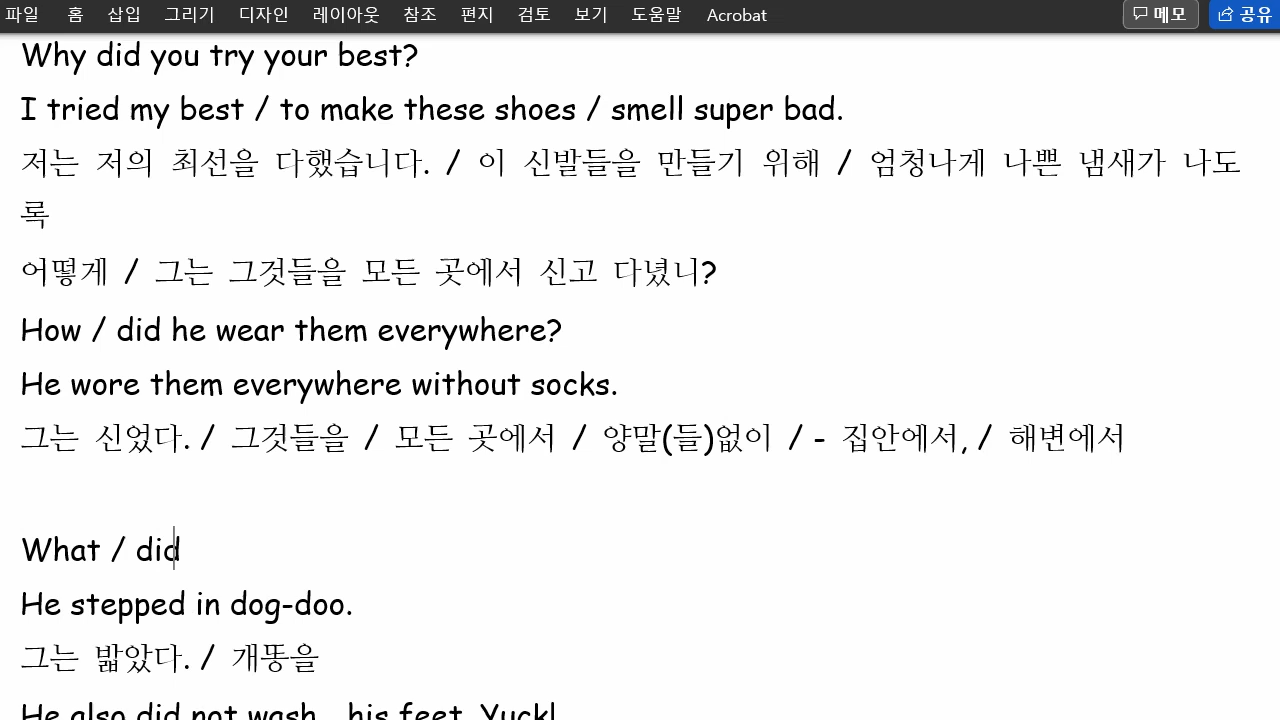 파일 홈 삽입 그리기 디자인 레이아웃 참조 편지 검토 보기 도움말 Acrobat 메모 공유
Why did you try your best?
I tried my best / to make these shoes / smell super bad.
저는 저의 최선을 다했습니다. / 이 신발들을 만들기 위해 / 엄청나게 나쁜 냄새가 나도
록
어떻게 / 그는 그것들을 모든 곳에서 신고 다녔니?
How / did he wear them everywhere?
He wore them everywhere without socks.
그는 신었다. / 그것들을 / 모든 곳에서 / 양말(들)없이 / - 집안에서, / 해변에서
What / did
He stepped in dog-doo.
그는 밟았다. / 개똥을
He also did not wash his feet. Yuck!